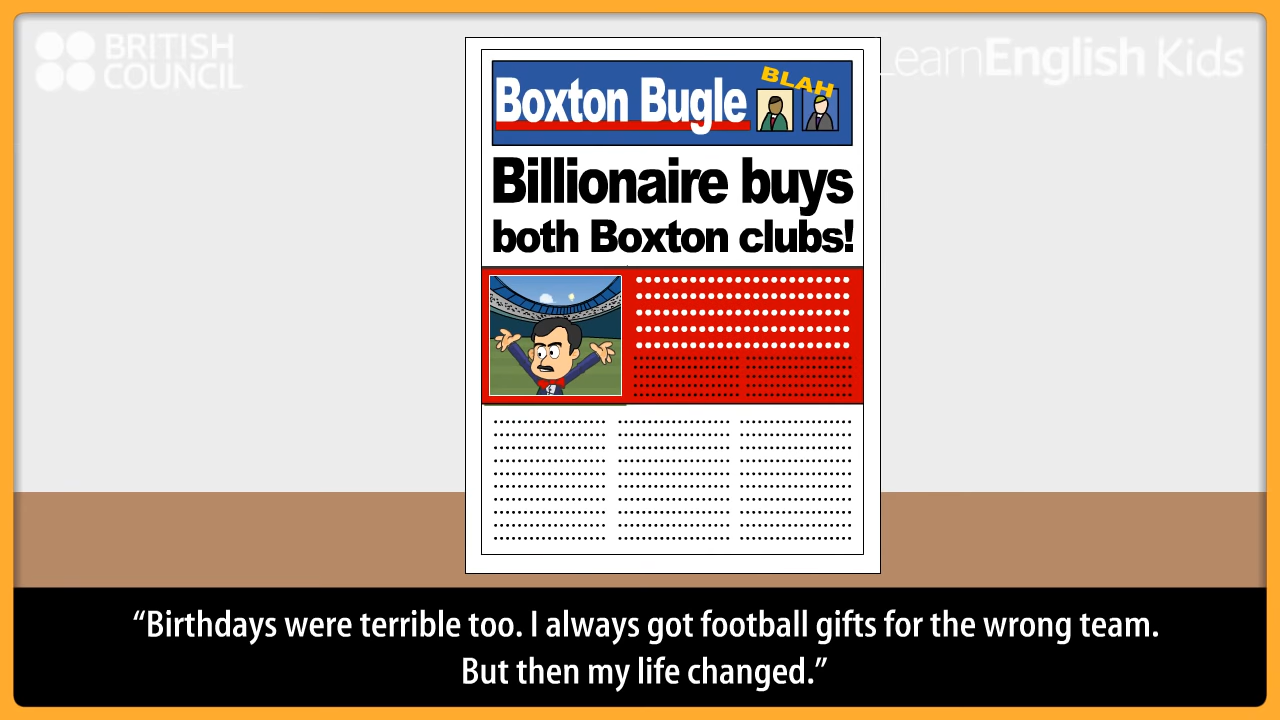 BRITISH
COUNCIL
LearnEnglish Kids
Boxton Bugle
BLAH
Billionaire buys
both Boxton clubs!
“Birthdays were terrible too. I always got football gifts for the wrong team.
But then my life changed.”